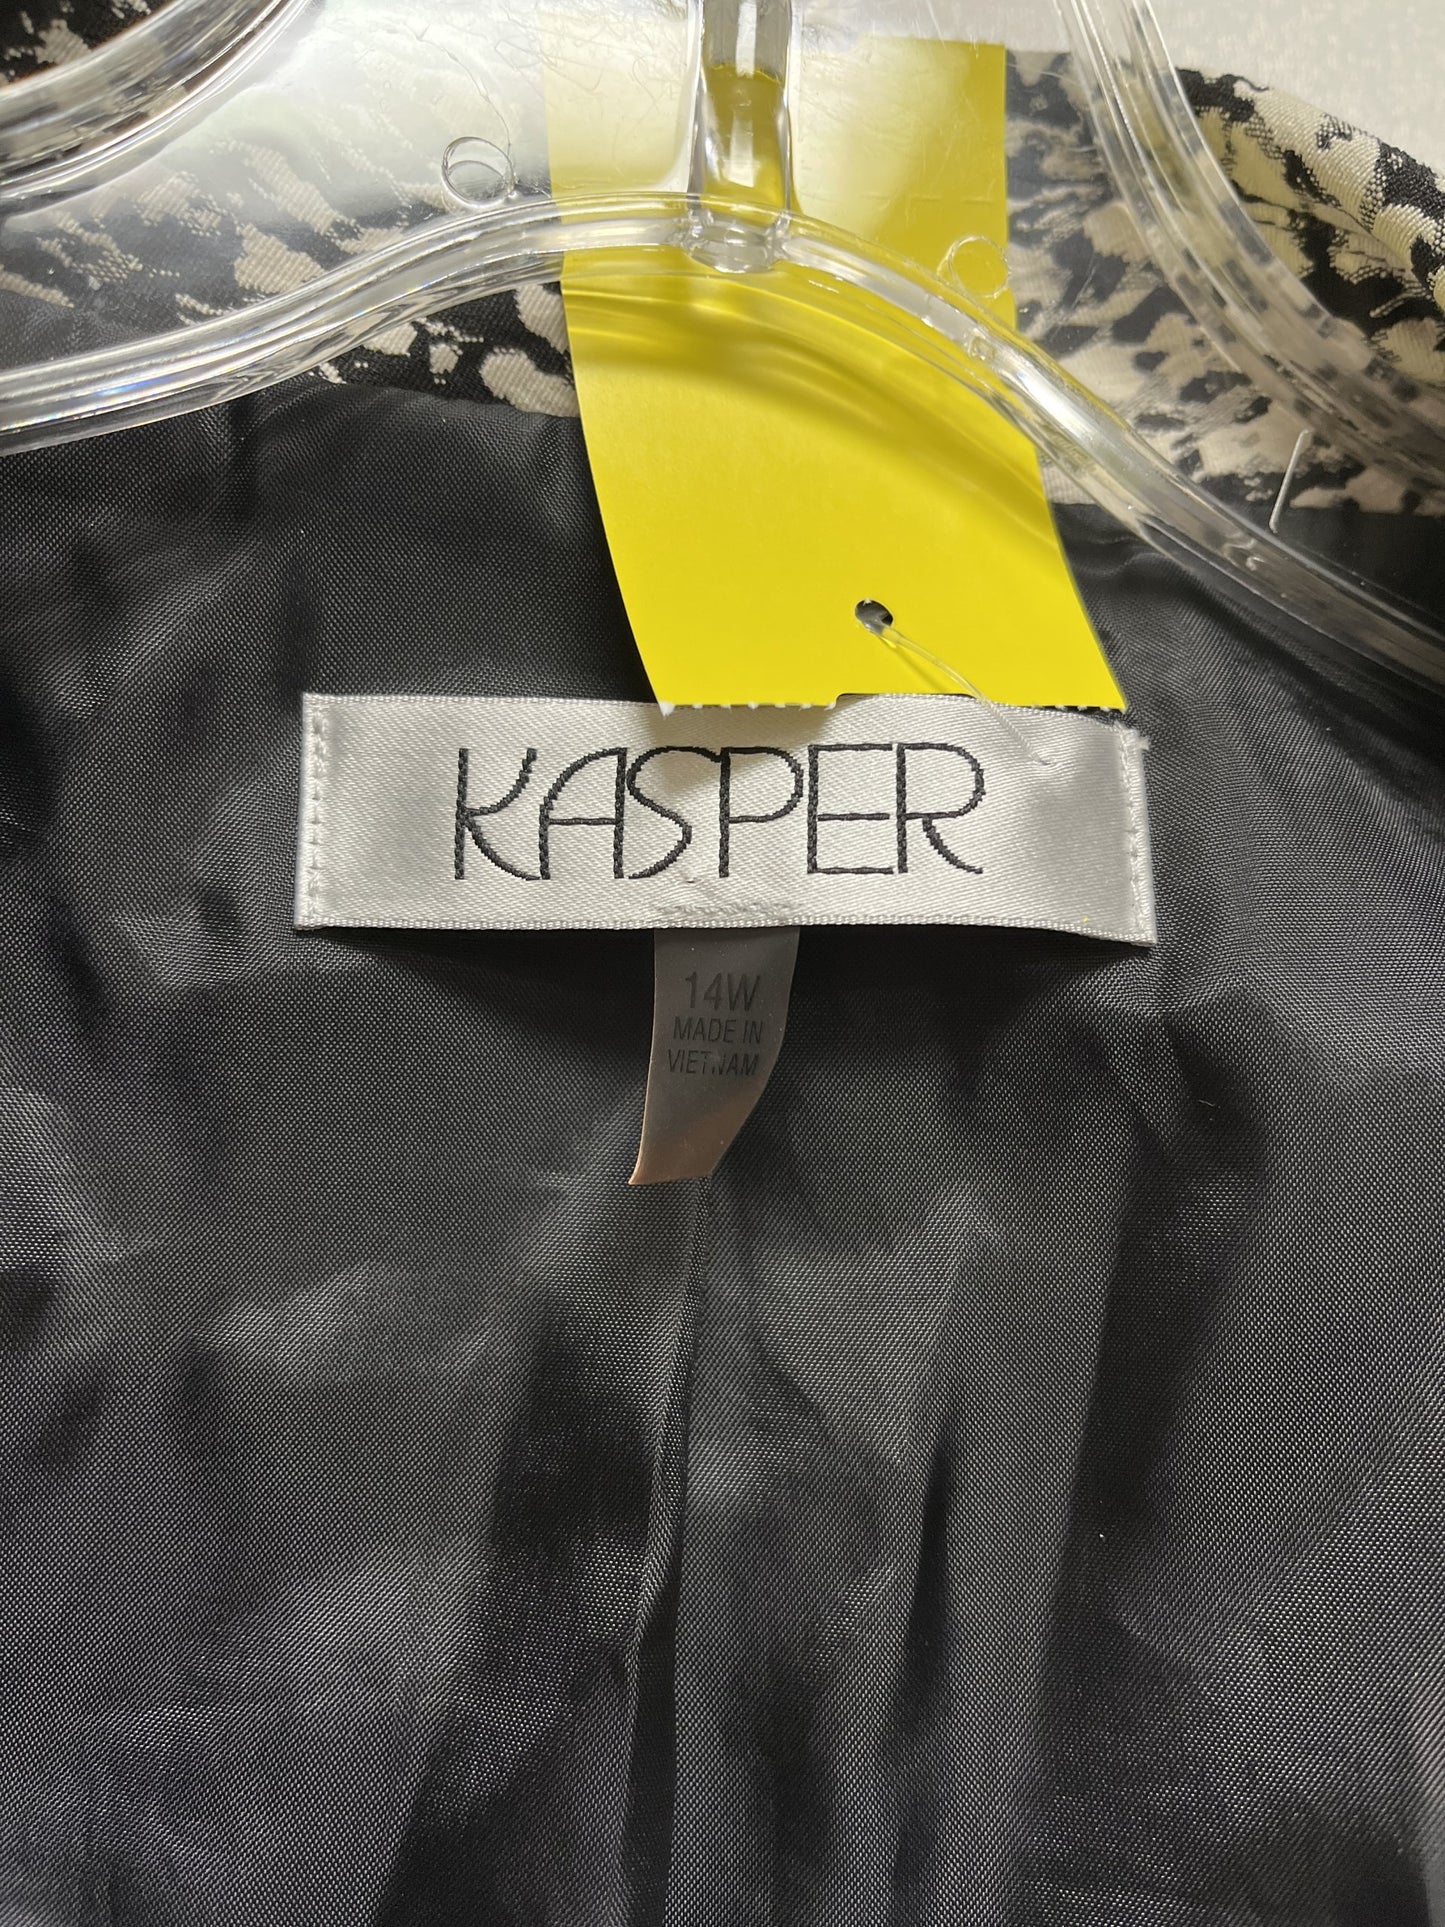 KASPER
14W
MADE IN
VIETNAM